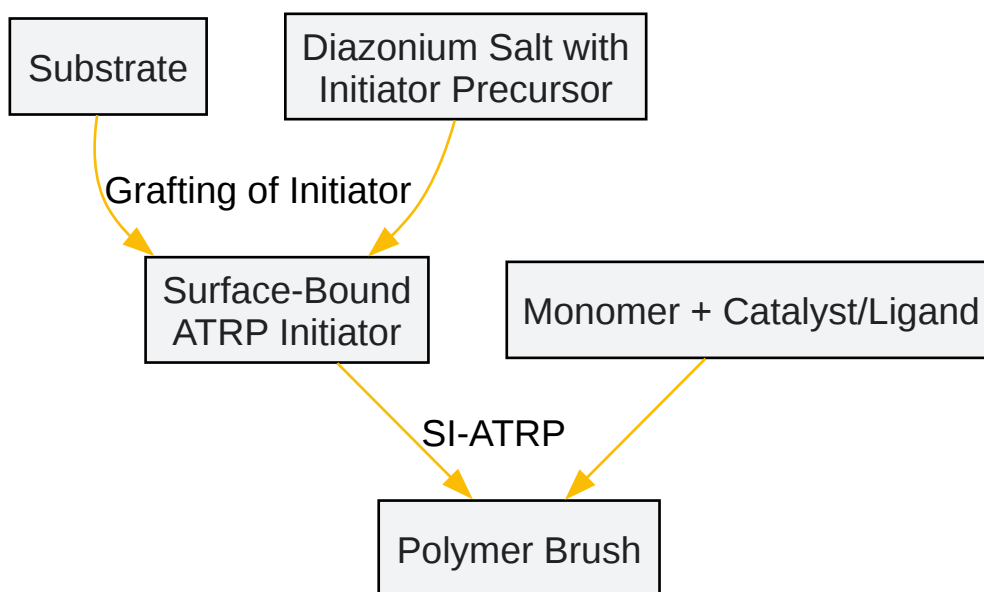 Substrate
Diazonium Salt with
Initiator Precursor
Grafting of Initiator
Surface-Bound
ATRP Initiator
Monomer + Catalyst/Ligand
SI-ATRP
Polymer Brush